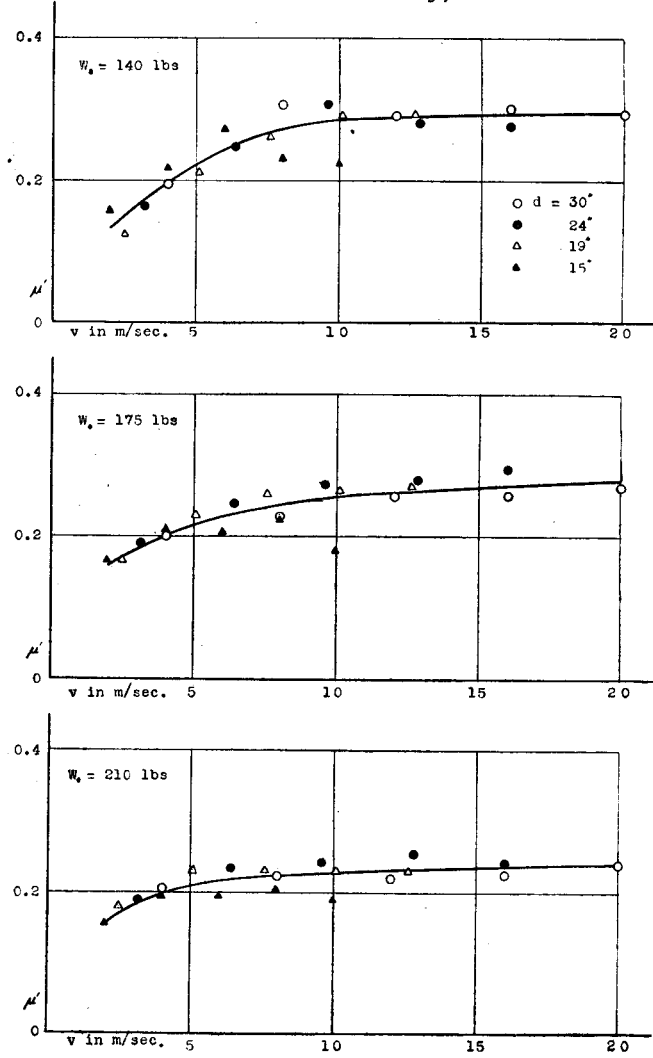 0.4
W₀ = 140 lbs
0.2
○ d = 30"
● 24"
△ 19"
▲ 15"
μ'
0
v in m/sec. 5 10 15 20
0.4
W₀ = 175 lbs
0.2
μ'
0
v in m/sec. 5 10 15 20
0.4
W₀ = 210 lbs
0.2
μ'
0
v in m/sec. 5 10 15 20